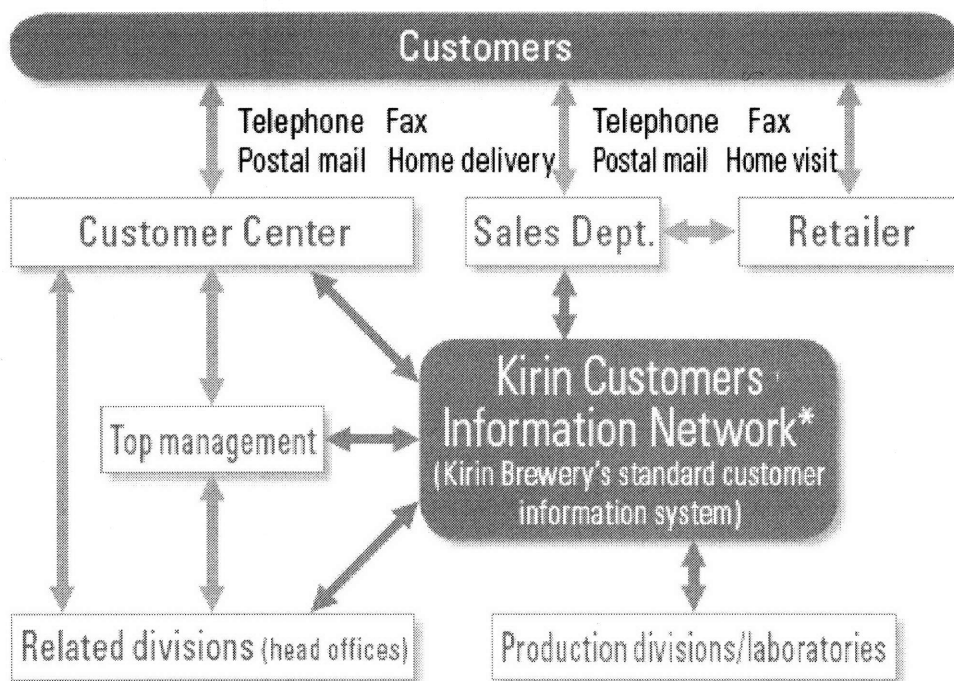 Customers
Telephone Fax
Postal mail Home delivery
Telephone Fax
Postal mail Home visit
Customer Center
Sales Dept.
Retailer
Kirin Customers
Information Network*
(Kirin Brewery's standard customer
information system)
Top management
Related divisions (head offices)
Production divisions/laboratories